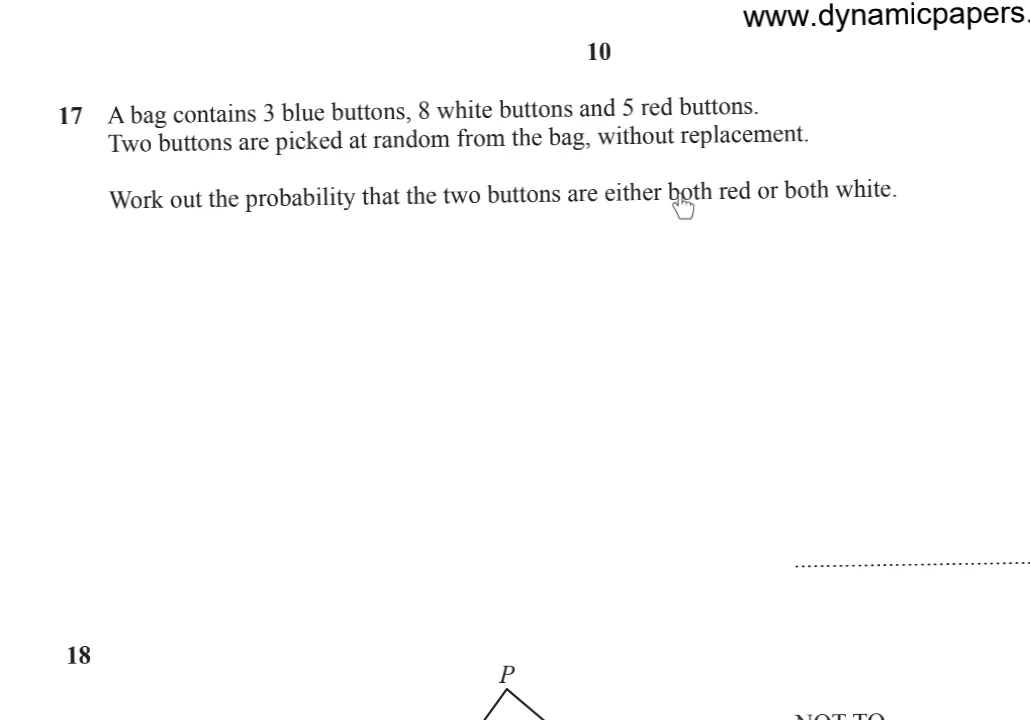 www.dynamicpapers.
10
17 A bag contains 3 blue buttons, 8 white buttons and 5 red buttons.
Two buttons are picked at random from the bag, without replacement.
Work out the probability that the two buttons are either both red or both white.
18
P
NOT TO